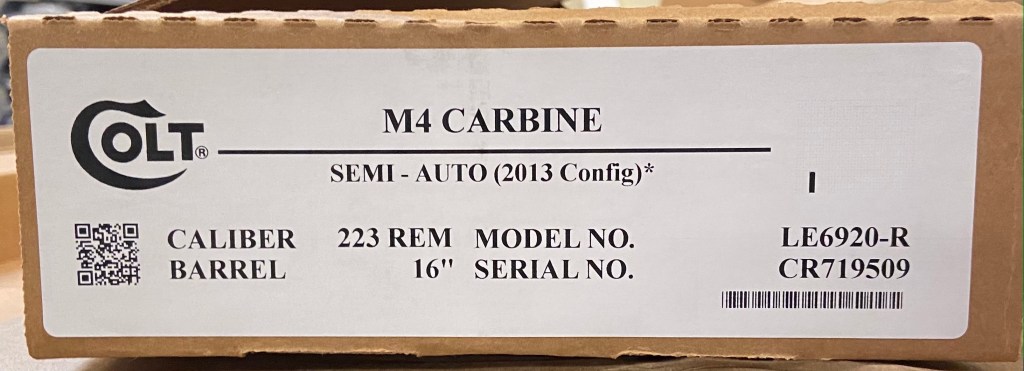 COLT®
M4 CARBINE
SEMI - AUTO (2013 Config)*
CALIBER 223 REM MODEL NO. LE6920-R
BARREL 16" SERIAL NO. CR719509